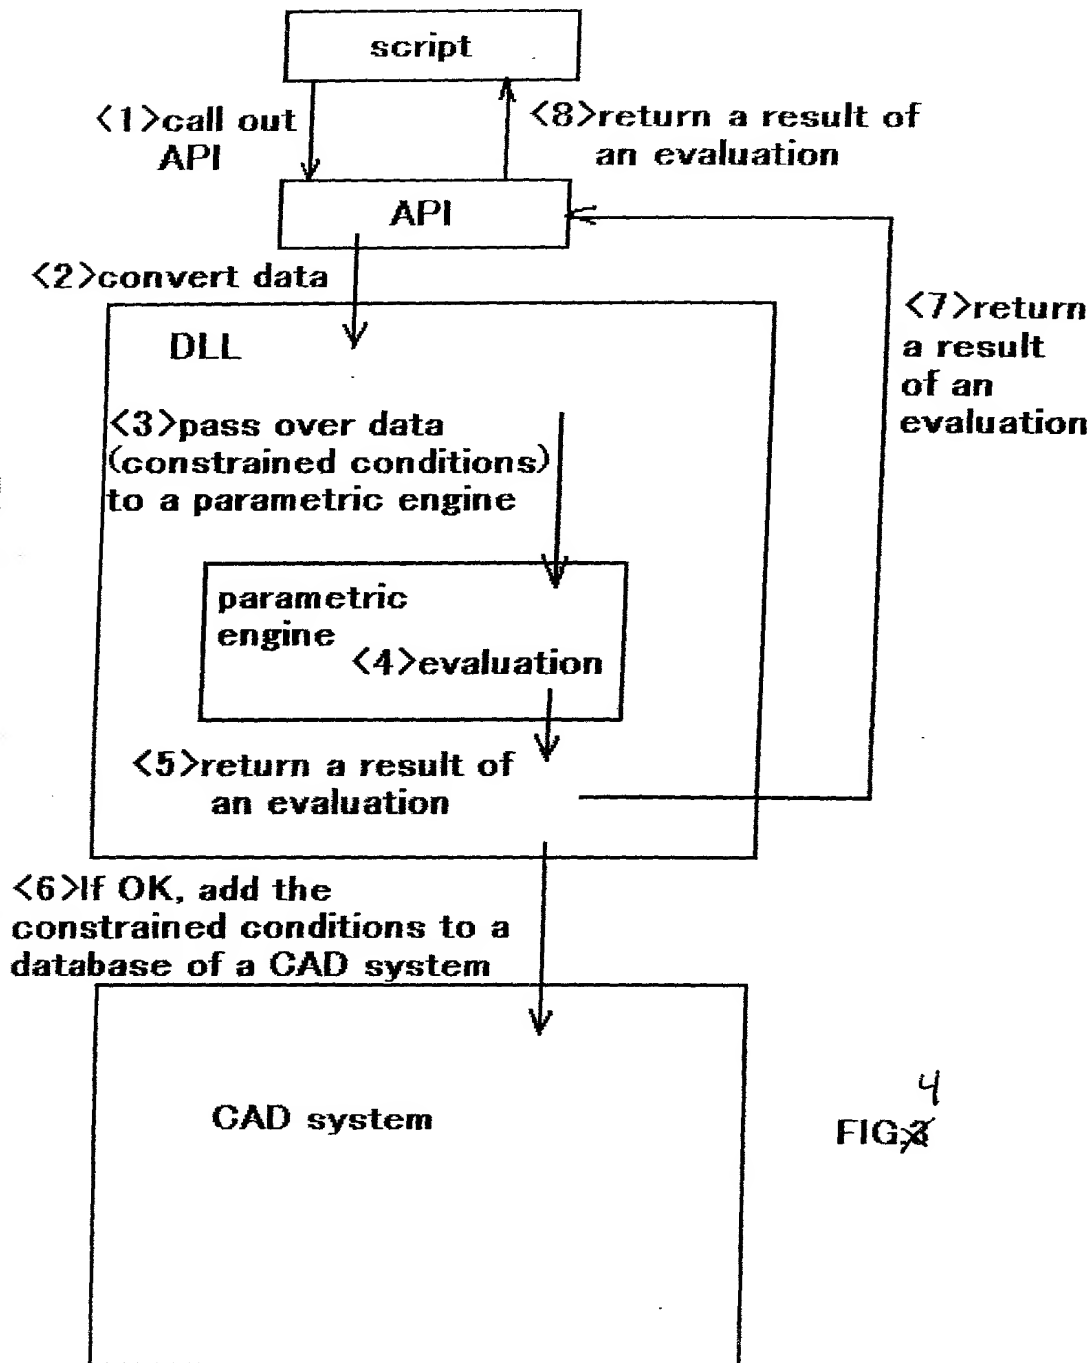 script
<1>call out
API
<8>return a result of
an evaluation
API
<2>convert data
<7>return
a result
of an
evaluation
DLL
<3>pass over data
(constrained conditions)
to a parametric engine
parametric
engine
<4>evaluation
<5>return a result of
an evaluation
<6>If OK, add the
constrained conditions to a
database of a CAD system
CAD system
4
FIG.3